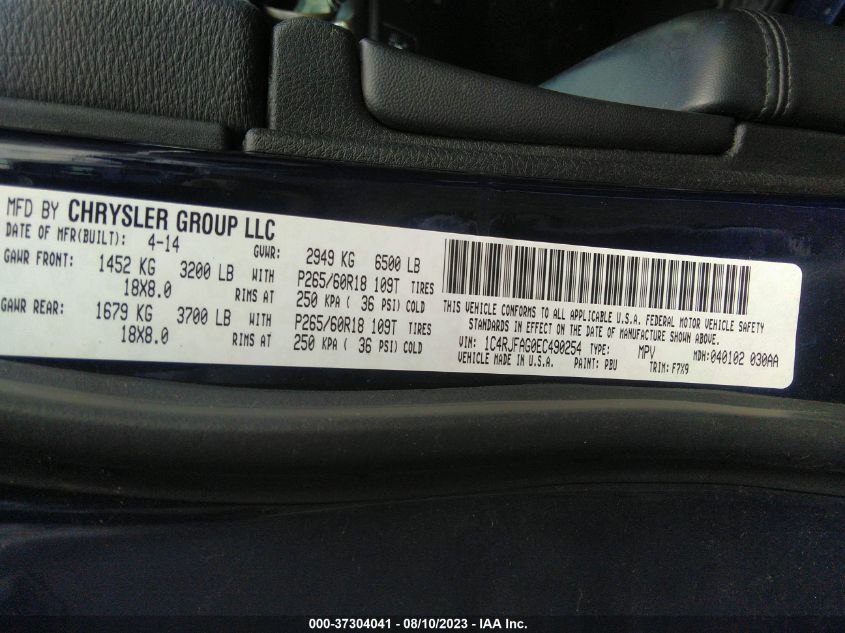 MFD BY CHRYSLER GROUP LLC
DATE OF MFR(BUILT): 4-14 GVWR: 2949 KG 6500 LB
GAWR FRONT: 1452 KG 3200 LB WITH P265/60R18 109T TIRES
18X8.0 RIMS AT 250 KPA ( 36 PSI) COLD
GAWR REAR: 1679 KG 3700 LB WITH P265/60R18 109T TIRES
18X8.0 RIMS AT 250 KPA ( 36 PSI) COLD
THIS VEHICLE CONFORMS TO ALL APPLICABLE U.S.A. FEDERAL MOTOR VEHICLE SAFETY
STANDARDS IN EFFECT ON THE DATE OF MANUFACTURE SHOWN ABOVE.
VIN: 1C4RJFAG0EC490254 TYPE: MPV MDH:040102 030AA
VEHICLE MADE IN U.S.A. PAINT: PBU TRIM: F7X9
000-37304041 - 08/10/2023 - IAA Inc.